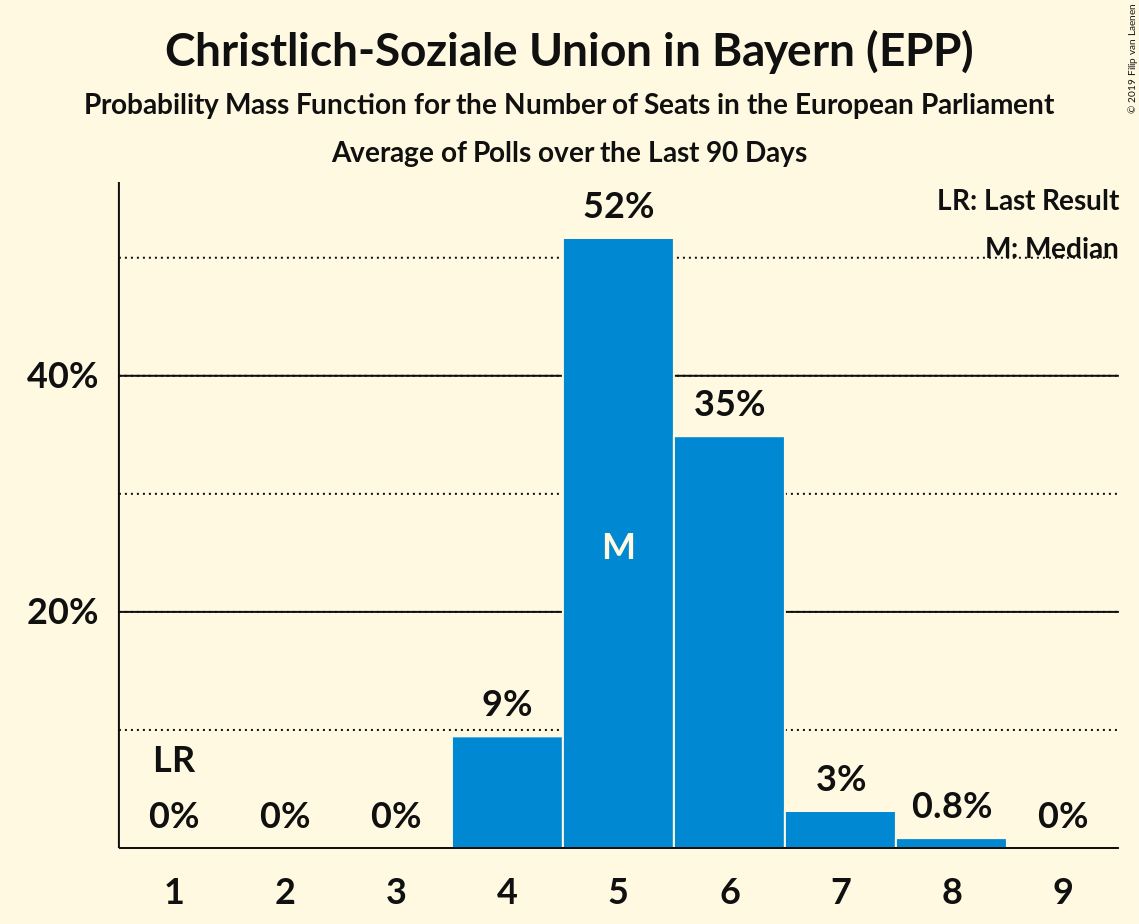 Christlich-Soziale Union in Bayern (EPP)
Probability Mass Function for the Number of Seats in the European Parliament
Average of Polls over the Last 90 Days
© 2019 Filip van Laenen
LR: Last Result
M: Median
52%
40%
35%
M
20%
9%
LR
3%
0.8%
0% 0% 0% 0%
1 2 3 4 5 6 7 8 9